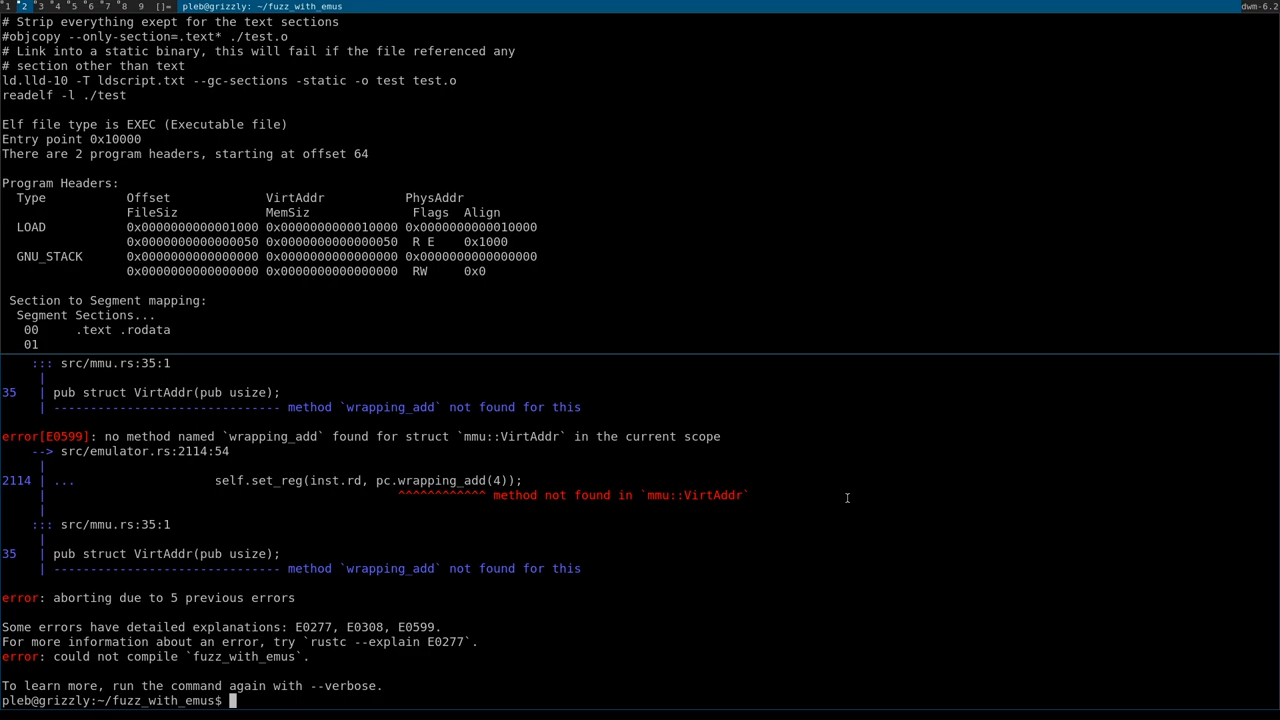 1 2 3 4 5 6 7 8 9 []= pleb@grizzly: ~/fuzz_with_emus dwm-6.2
# Strip everything exept for the text sections
#objcopy --only-section=.text* ./test.o
# Link into a static binary, this will fail if the file referenced any
# section other than text
ld.lld-10 -T ldscript.txt --gc-sections -static -o test test.o
readelf -l ./test

Elf file type is EXEC (Executable file)
Entry point 0x10000
There are 2 program headers, starting at offset 64

Program Headers:
  Type           Offset             VirtAddr           PhysAddr
                 FileSiz            MemSiz              Flags  Align
  LOAD           0x0000000000001000 0x0000000000010000 0x0000000000010000
                 0x0000000000000050 0x0000000000000050  R E    0x1000
  GNU_STACK      0x0000000000000000 0x0000000000000000 0x0000000000000000
                 0x0000000000000000 0x0000000000000000  RW     0x0

 Section to Segment mapping:
  Segment Sections...
   00     .text .rodata
   01
    ::: src/mmu.rs:35:1
     |
35   | pub struct VirtAddr(pub usize);
     | ------------------------------- method `wrapping_add` not found for this

error[E0599]: no method named `wrapping_add` found for struct `mmu::VirtAddr` in the current scope
    --> src/emulator.rs:2114:54
     |
2114 | ...                   self.set_reg(inst.rd, pc.wrapping_add(4));
     |                                                ^^^^^^^^^^^^ method not found in `mmu::VirtAddr`
     |
    ::: src/mmu.rs:35:1
     |
35   | pub struct VirtAddr(pub usize);
     | ------------------------------- method `wrapping_add` not found for this

error: aborting due to 5 previous errors

Some errors have detailed explanations: E0277, E0308, E0599.
For more information about an error, try `rustc --explain E0277`.
error: could not compile `fuzz_with_emus`.

To learn more, run the command again with --verbose.
pleb@grizzly:~/fuzz_with_emus$